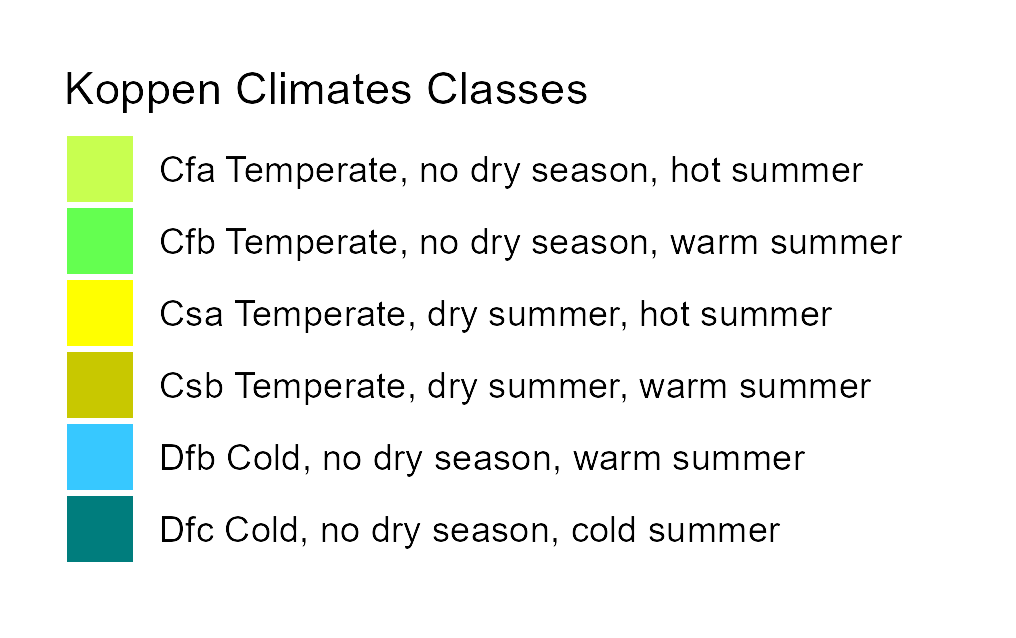 Koppen Climates Classes
Cfa Temperate, no dry season, hot summer
Cfb Temperate, no dry season, warm summer
Csa Temperate, dry summer, hot summer
Csb Temperate, dry summer, warm summer
Dfb Cold, no dry season, warm summer
Dfc Cold, no dry season, cold summer